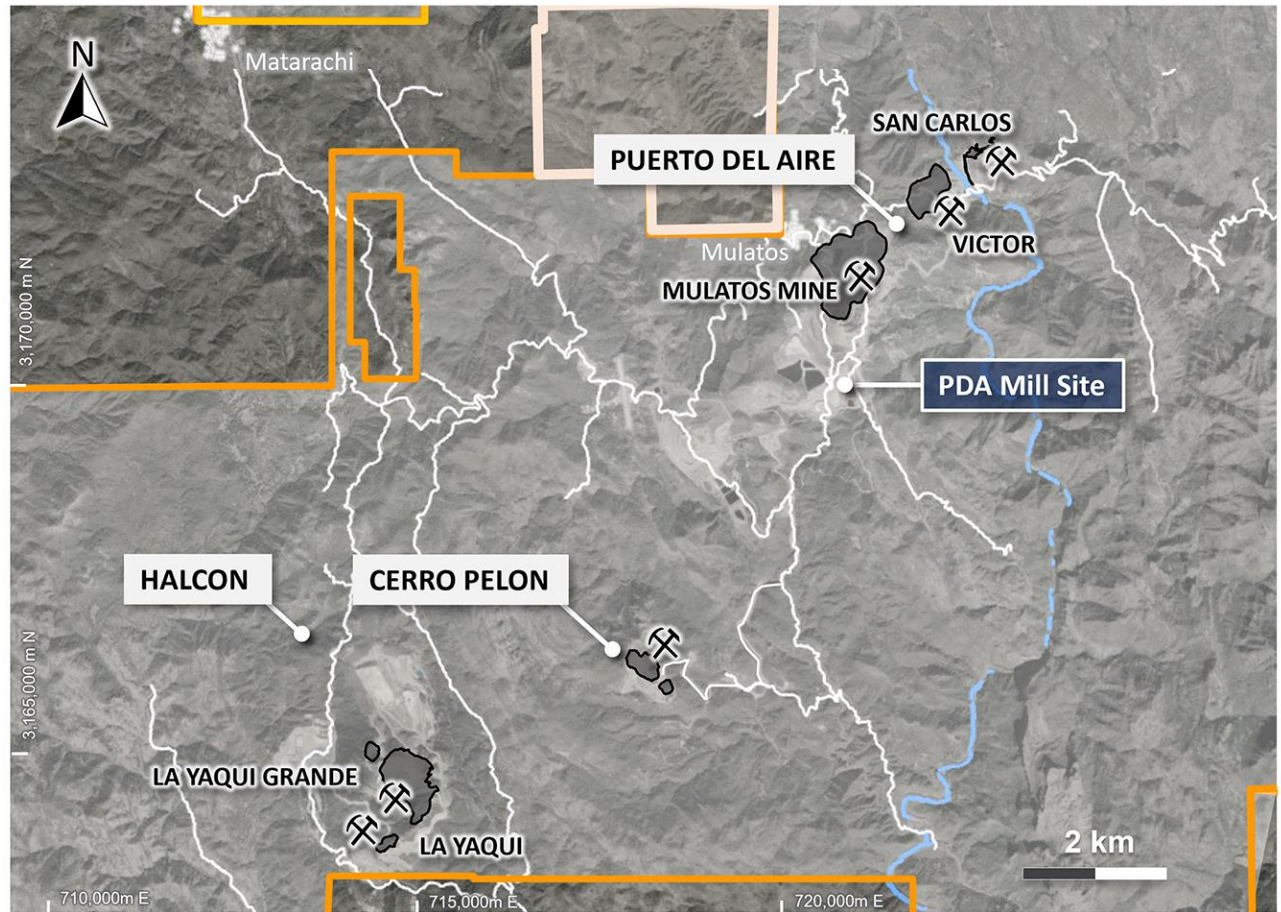 N
Matarachi
SAN CARLOS
PUERTO DEL AIRE
VICTOR
Mulatos
MULATOS MINE
3,170,000 m N
PDA Mill Site
HALCON
CERRO PELON
3,165,000 m N
LA YAQUI GRANDE
LA YAQUI
2 km
710,000m E
715,000m E
720,000m E